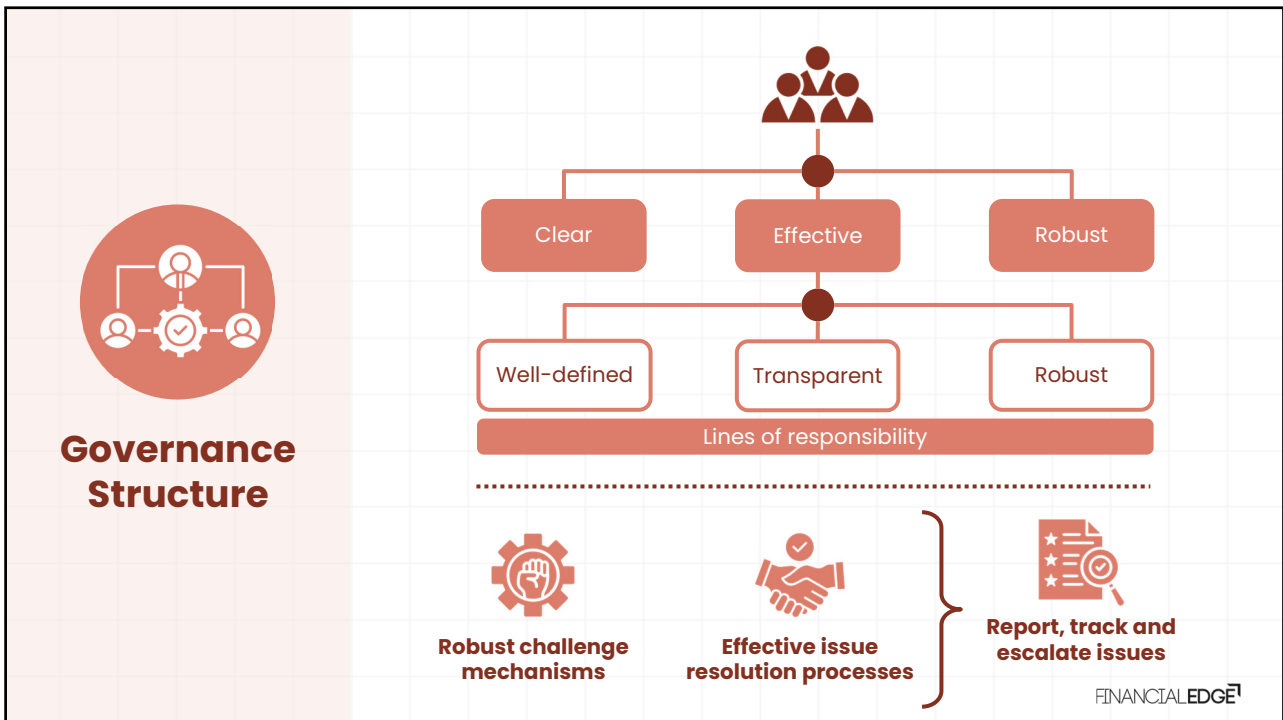 Governance
Structure
Clear
Effective
Robust
Well-defined
Transparent
Robust
Lines of responsibility
Robust challenge
mechanisms
Effective issue
resolution processes
Report, track and
escalate issues
FINANCIALEDGE